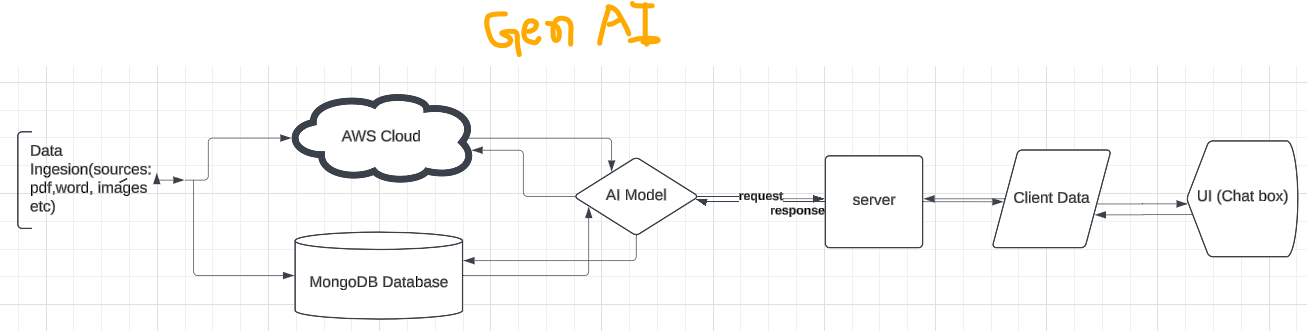 Gen AI
Data
Ingesion(sources:
pdf,word, images
etc)
AWS Cloud
MongoDB Database
AI Model
request
response
server
Client Data
UI (Chat box)